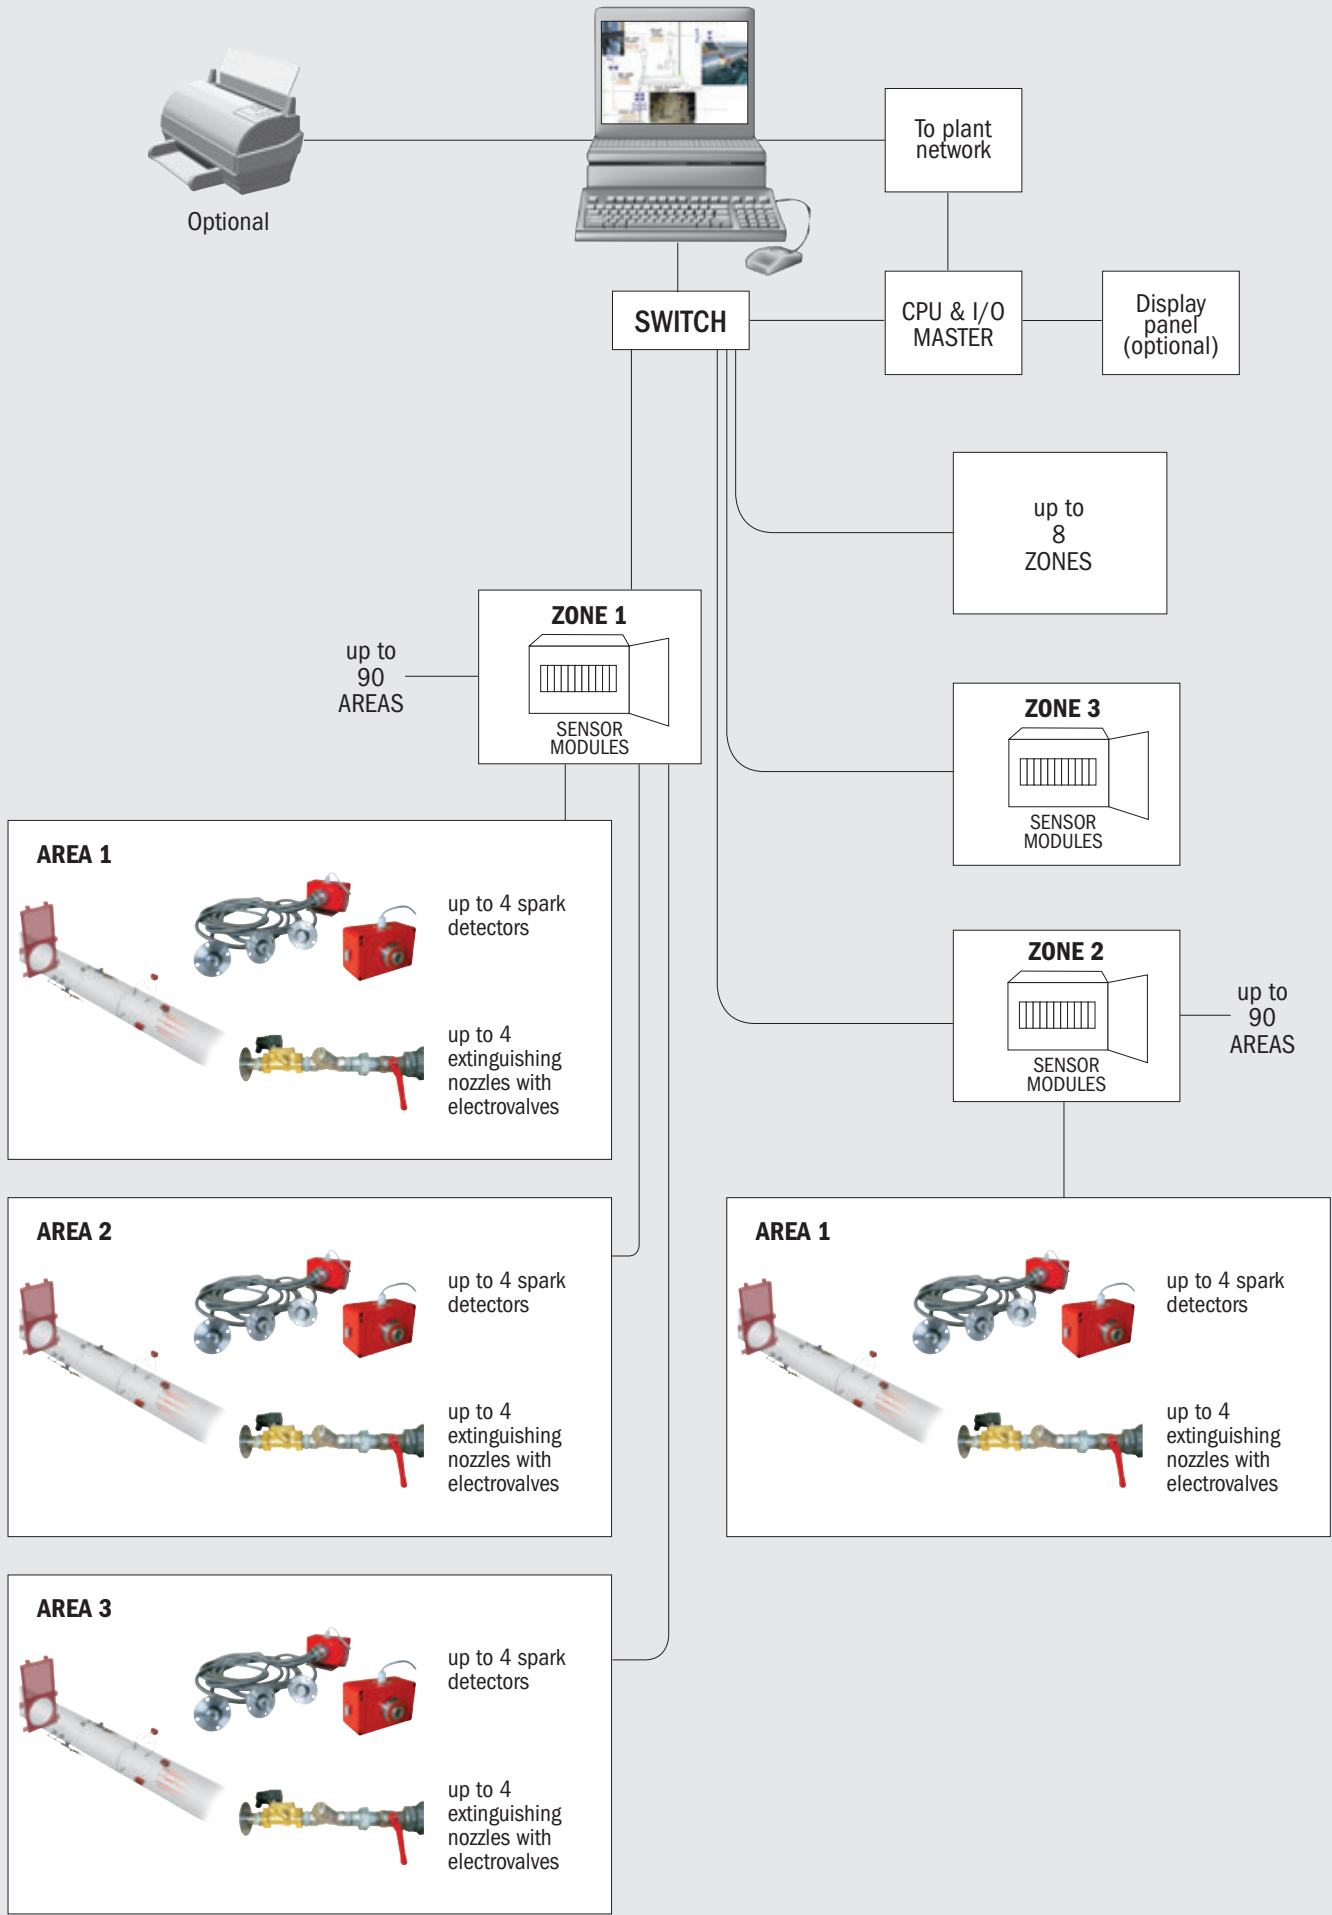 To plant
network
Optional
SWITCH
CPU & I/O
MASTER
Display
panel
(optional)
up to
8
ZONES
ZONE 1
SENSOR
MODULES
up to
90
AREAS
ZONE 3
SENSOR
MODULES
ZONE 2
SENSOR
MODULES
up to
90
AREAS
AREA 1
up to 4 spark
detectors
up to 4
extinguishing
nozzles with
electrovalves
AREA 2
up to 4 spark
detectors
up to 4
extinguishing
nozzles with
electrovalves
AREA 1
up to 4 spark
detectors
up to 4
extinguishing
nozzles with
electrovalves
AREA 3
up to 4 spark
detectors
up to 4
extinguishing
nozzles with
electrovalves